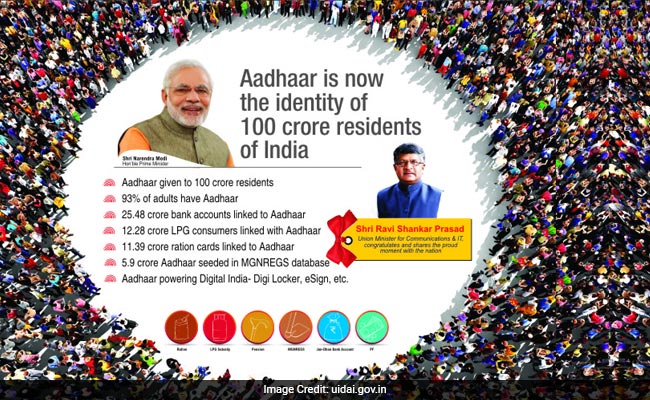 Aadhaar is now
the identity of
100 crore residents
of India
Shri Narendra Modi
Hon'ble Prime Minister
Aadhaar given to 100 crore residents
93% of adults have Aadhaar
25.48 crore bank accounts linked to Aadhaar
12.28 crore LPG consumers linked with Aadhaar
11.39 crore ration cards linked to Aadhaar
5.9 crore Aadhaar seeded in MGNREGS database
Aadhaar powering Digital India- Digi Locker, eSign, etc.
Shri Ravi Shankar Prasad
Union Minister for Communications & IT,
congratulates and shares the proud
moment with the nation
Ration
LPG Subsidy
Pension
MGNREGS
Jan-Dhan Bank Account
PF
Image Credit: uidai.gov.in